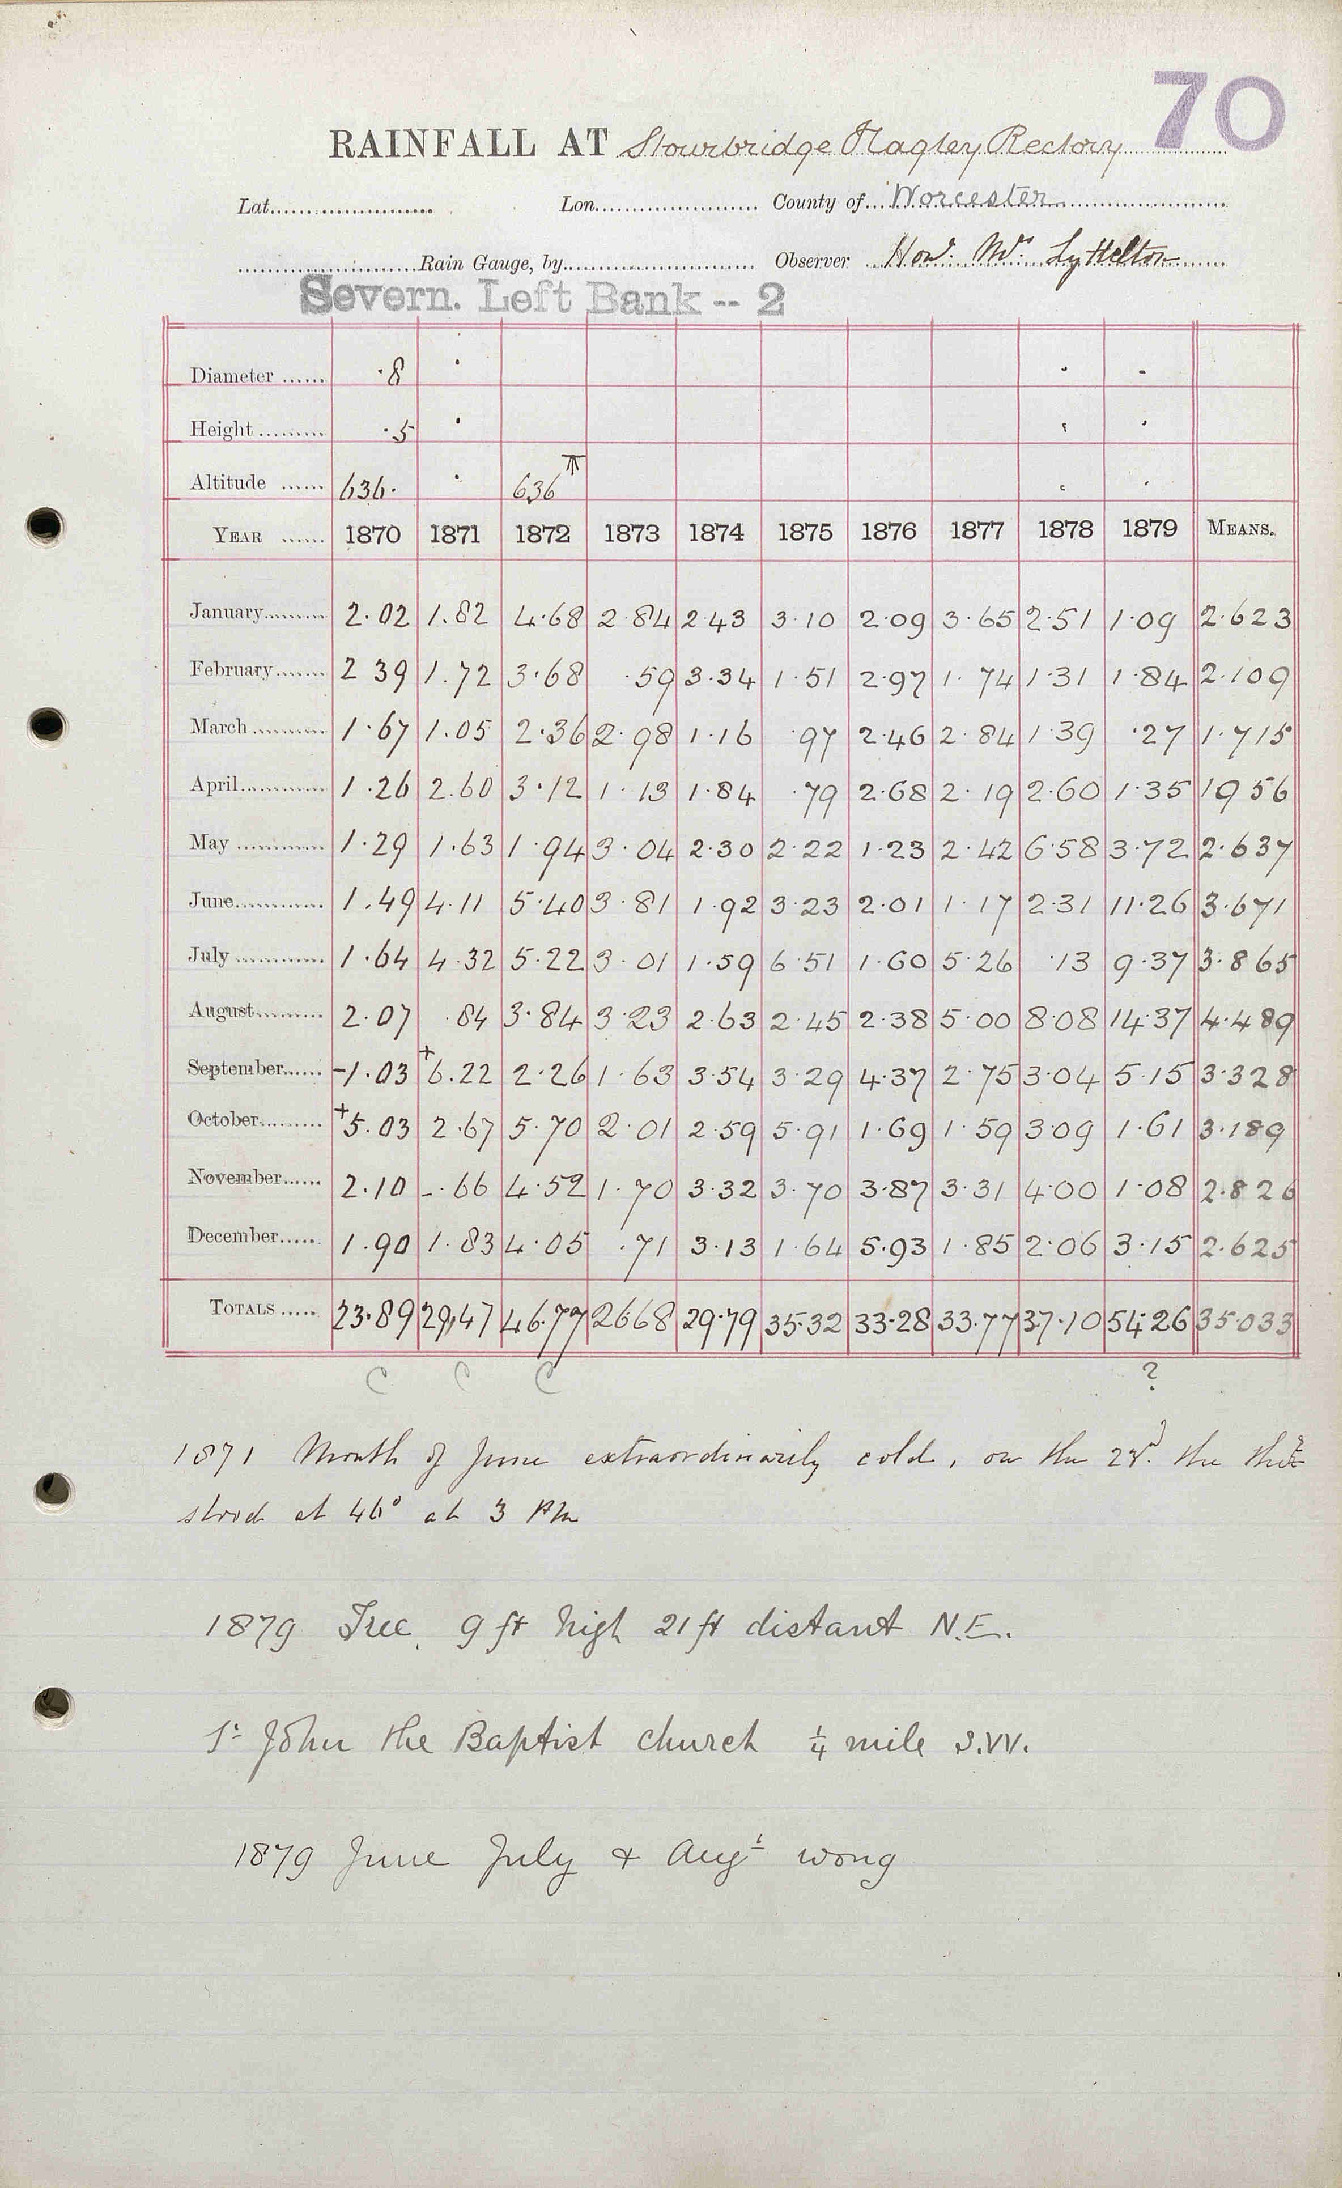 70
RAINFALL AT Stourbridge Hagley Rectory
Lat. Lon. County of Worcester
Rain Gauge, by Observer Hon. Mrs. Lyttelton
Severn. Left Bank -- 2
Diameter ...... ·8
Height ......... ·5
Altitude ...... 636· 636
YEAR ...... 1870 1871 1872 1873 1874 1875 1876 1877 1878 1879 MEANS.
January 2.02 1.82 4.68 2.84 2.43 3.10 2.09 3.65 2.51 1.09 2.623
February 2 39 1.72 3.68 .59 3.34 1.51 2.97 1.74 1.31 1.84 2.109
March 1.67 1.05 2.36 2.98 1.16 97 2.46 2.84 1.39 .27 1.715
April 1.26 2.60 3.12 1.13 1.84 .79 2.68 2.19 2.60 1.35 19 56
May 1.29 1.63 1.94 3.04 2.30 2.22 1.23 2.42 6.58 3.72 2.637
June 1.49 4.11 5.40 3.81 1.92 3.23 2.01 1.17 2.31 11.26 3.671
July 1.64 4.32 5.22 3.01 1.59 6.51 1.60 5.26 .13 9.37 3.865
August 2.07 .84 3.84 3.23 2.63 2.45 2.38 5.00 8.08 14.37 4.489
September -1.03 +6.22 2.26 1.63 3.54 3.29 4.37 2.75 3.04 5.15 3.328
October +5.03 2.67 5.70 2.01 2.59 5.91 1.69 1.59 3.09 1.61 3.189
November 2.10 -.66 4.52 1.70 3.32 3.70 3.87 3.31 4.00 1.08 2.826
December 1.90 1.83 4.05 .71 3.13 1.64 5.93 1.85 2.06 3.15 2.625
TOTALS 23.89 29.47 46.77 2668 29.79 35.32 33.28 33.77 37.10 54.26 35.033
C C C ?
1871 Month of June extraordinarily cold, on the the
stood at 46° at 3 PM
1879 Tree 9 ft high 21 ft distant N.E.
St John the Baptist church ¼ mile S.W.
1879 June July & Augt wong